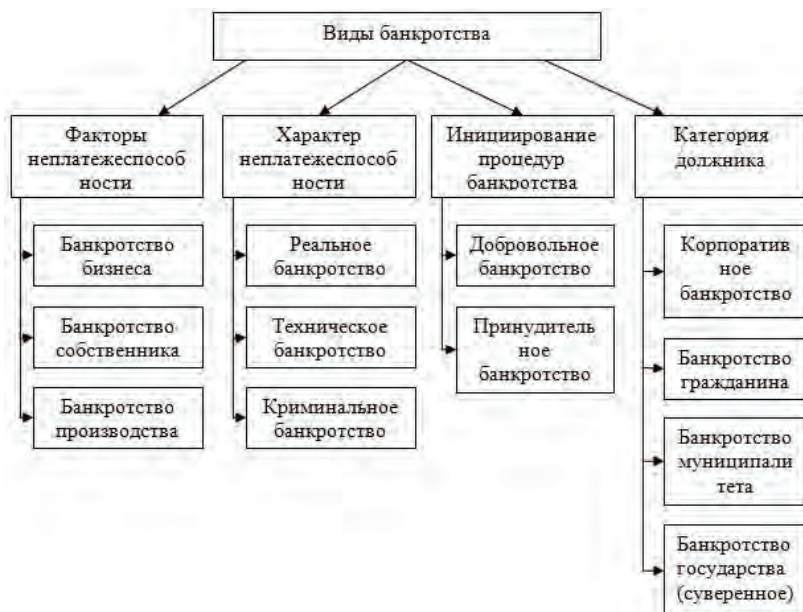 Виды банкротства
Факторы
неплатежеспособ
ности
Банкротство
бизнеса
Банкротство
собственника
Банкротство
производства
Характер
неплатежеспособ
ности
Реальное
банкротство
Техническое
банкротство
Криминальное
банкротство
Инициирование
процедур
банкротства
Добровольное
банкротство
Принудитель
ное
банкротство
Категория
должника
Корпоратив
ное
банкротство
Банкротство
гражданина
Банкротство
муниципали
тета
Банкротство
государства
(суверенное)